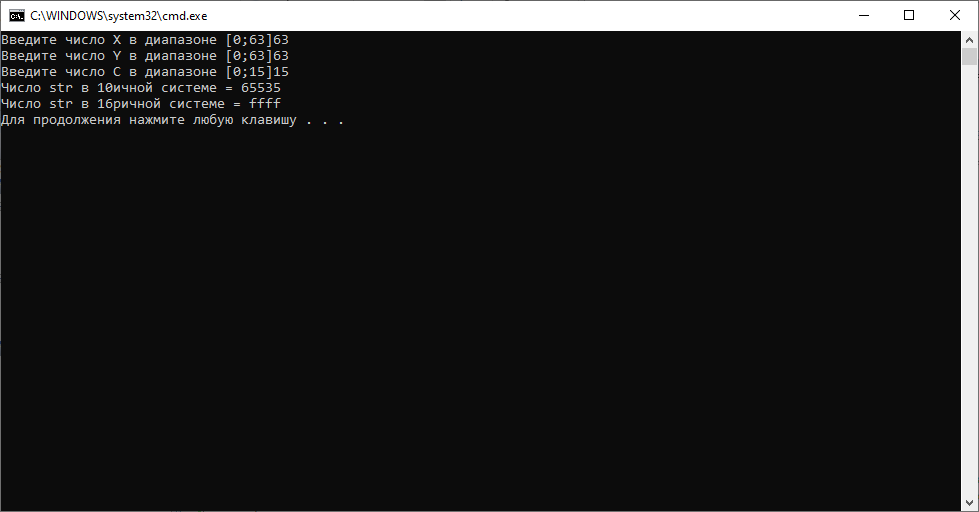 C:\WINDOWS\system32\cmd.exe
Введите число X в диапазоне [0;63]63
Введите число Y в диапазоне [0;63]63
Введите число C в диапазоне [0;15]15
Число str в 10ичной системе = 65535
Число str в 16ричной системе = ffff
Для продолжения нажмите любую клавишу . . .